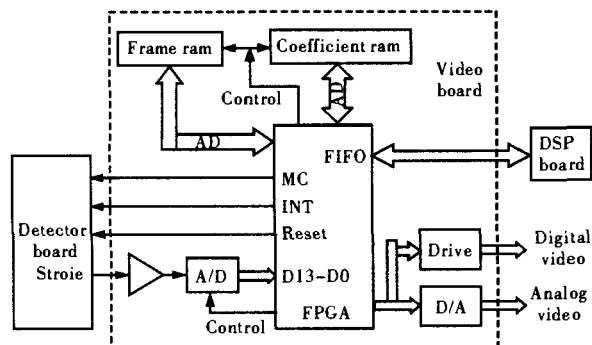 Frame ram
Coefficient ram
Video
board
Control
AD
AD
FIFO
DSP
board
MC
INT
Reset
Detector
board
Stroie
A/D
D13-D0
FPGA
Control
Drive
D/A
Digital
video
Analog
video